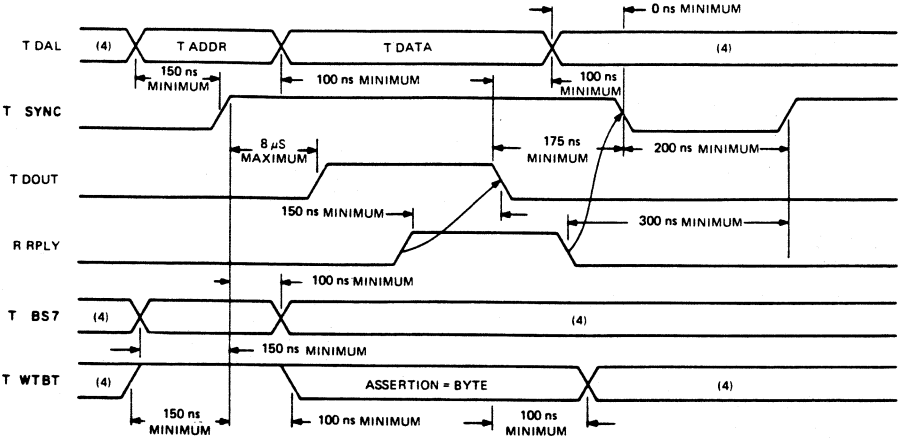 0 ns MINIMUM
T DAL
(4)
T ADDR
T DATA
(4)
150 ns
MINIMUM
100 ns MINIMUM
100 ns
MINIMUM
T SYNC
8 µS
MAXIMUM
175 ns
MINIMUM
200 ns MINIMUM
T DOUT
150 ns MINIMUM
300 ns MINIMUM
R RPLY
100 ns MINIMUM
T BS7
(4)
(4)
150 ns MINIMUM
T WTBT
(4)
ASSERTION = BYTE
(4)
150 ns
MINIMUM
100 ns MINIMUM
100 ns
MINIMUM